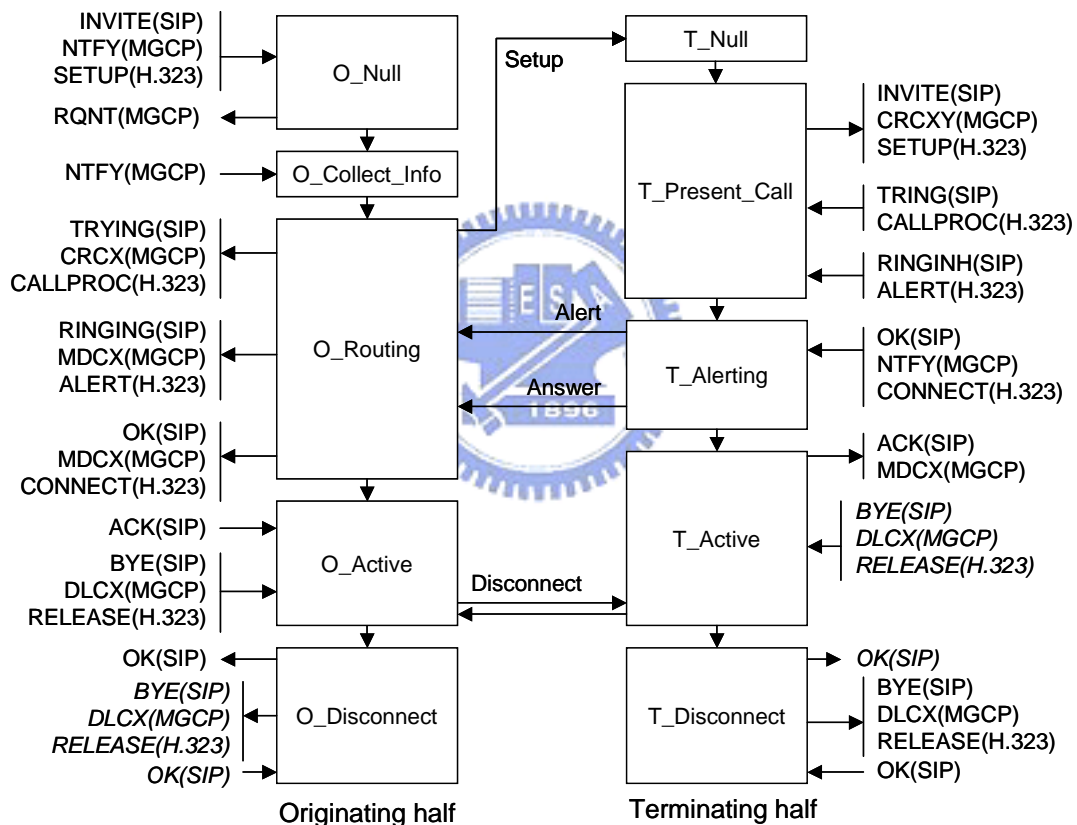 INVITE(SIP)
NTFY(MGCP)
SETUP(H.323)
RQNT(MGCP)
NTFY(MGCP)
TRYING(SIP)
CRCX(MGCP)
CALLPROC(H.323)
RINGING(SIP)
MDCX(MGCP)
ALERT(H.323)
OK(SIP)
MDCX(MGCP)
CONNECT(H.323)
ACK(SIP)
BYE(SIP)
DLCX(MGCP)
RELEASE(H.323)
OK(SIP)
BYE(SIP)
DLCX(MGCP)
RELEASE(H.323)
OK(SIP)
O_Null
O_Collect_Info
O_Routing
O_Active
O_Disconnect
Originating half
Setup
Alert
Answer
Disconnect
ESA
1896
T_Null
T_Present_Call
T_Alerting
T_Active
T_Disconnect
Terminating half
INVITE(SIP)
CRCXY(MGCP)
SETUP(H.323)
TRING(SIP)
CALLPROC(H.323)
RINGINH(SIP)
ALERT(H.323)
OK(SIP)
NTFY(MGCP)
CONNECT(H.323)
ACK(SIP)
MDCX(MGCP)
BYE(SIP)
DLCX(MGCP)
RELEASE(H.323)
OK(SIP)
BYE(SIP)
DLCX(MGCP)
RELEASE(H.323)
OK(SIP)